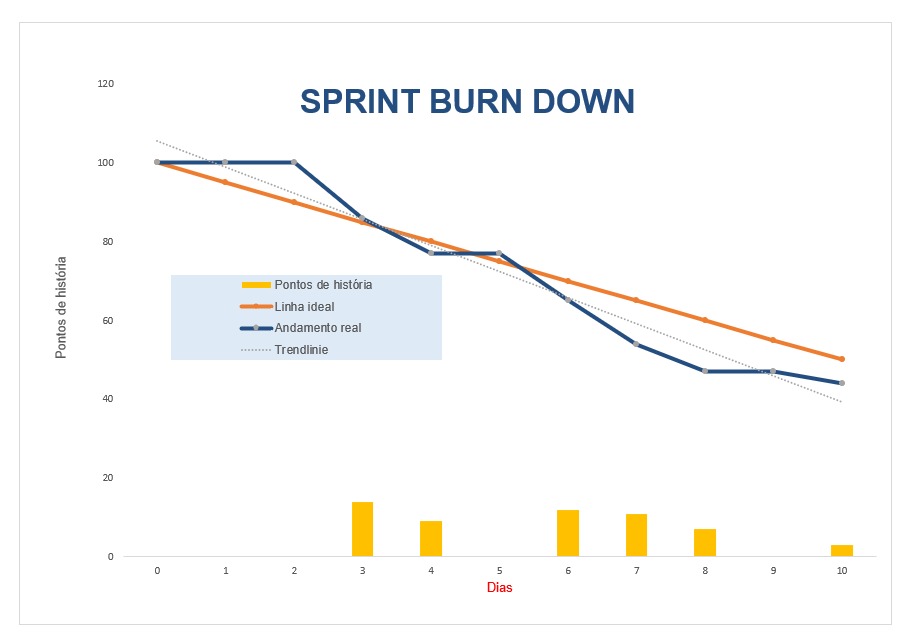 SPRINT BURN DOWN
120
100
80
60
40
20
0
Pontos de história
Pontos de história
Linha ideal
Andamento real
Trendlinie
0 1 2 3 4 5 6 7 8 9 10
Dias